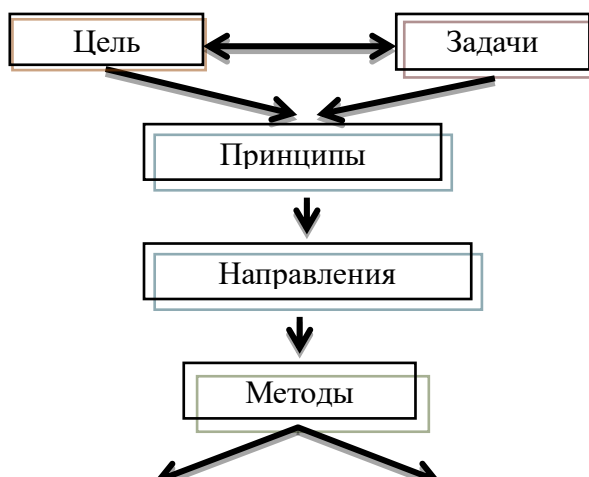 Цель
Задачи
Принципы
Направления
Методы